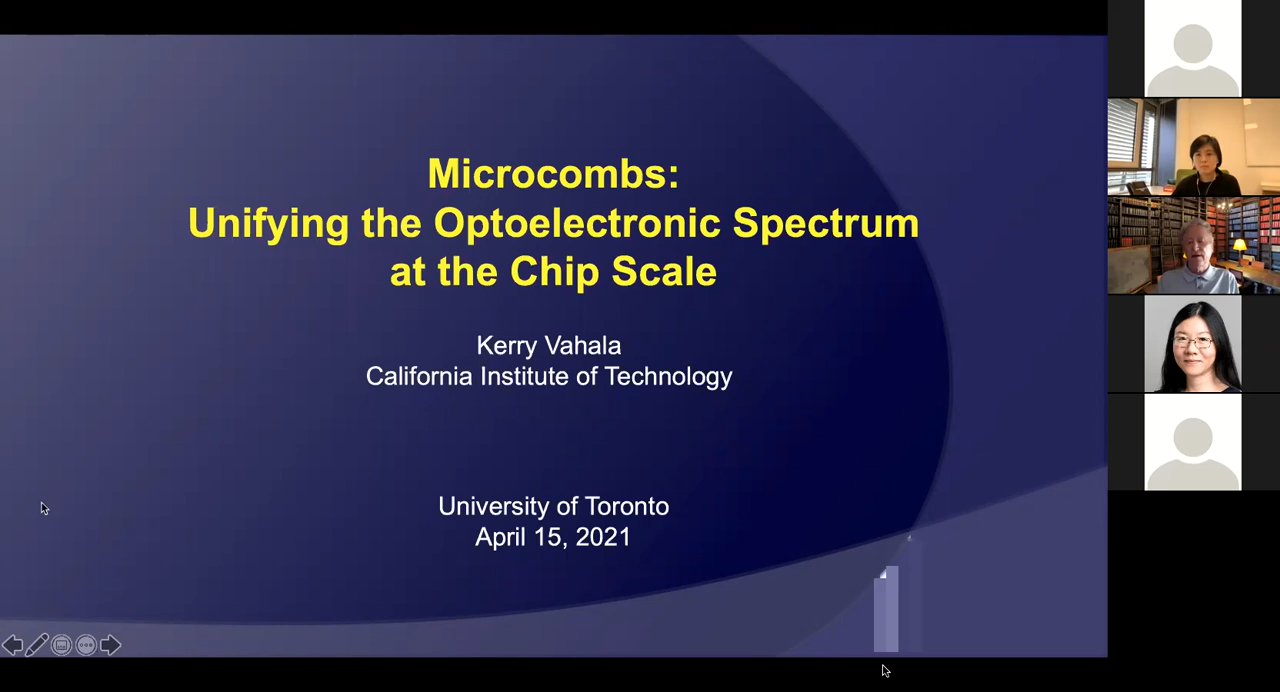 Microcombs:
Unifying the Optoelectronic Spectrum
at the Chip Scale
Kerry Vahala
California Institute of Technology
University of Toronto
April 15, 2021